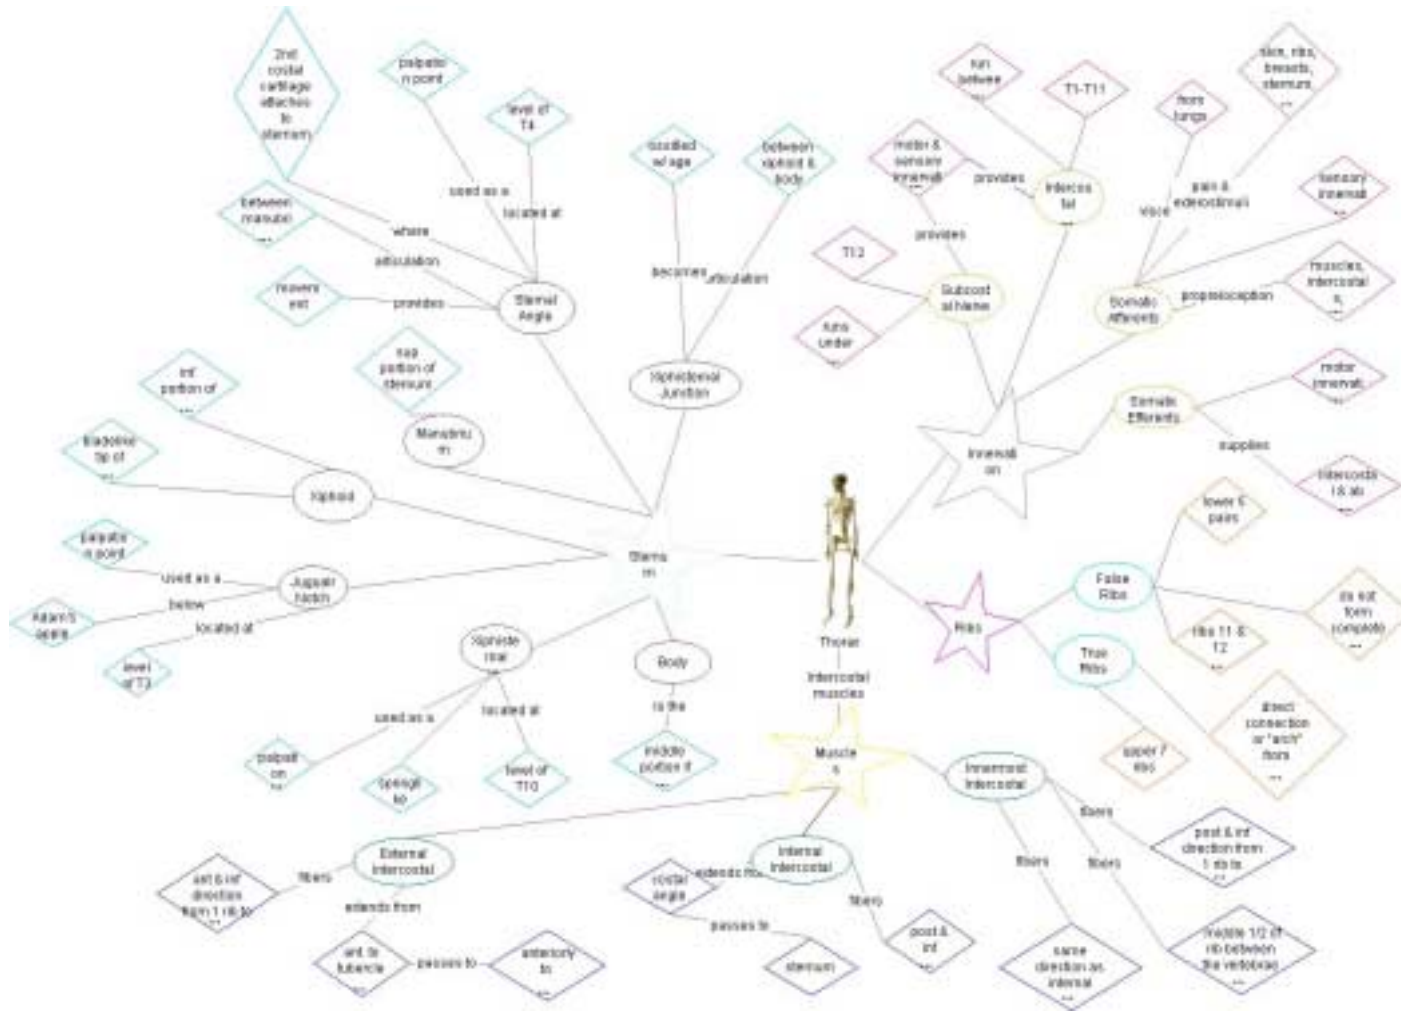 2nd
costal
cartilage
attaches
to
sternum
palpatio
n point
level of
T4
used as a
located at
between
manubri
...
where
articulation
movem
ent
provides
Sternal
Angle
ossified
w/ age
between
xiphoid &
body
becomes
articulation
Xiphisternal
Junction
sup
portion of
Manubriu
m
inf
portion of
...
bladelike
tip of
...
Xiphoid
palpatio
n point
used as a
Adam's
apple
below
located at
level
of T3
Jugular
Notch
Sternu
m
Xiphiste
rnal
...
used as a
located at
palpati
on
springli
ke
level of
T10
Body
is the
middle
portion
...
run
betwee
...
T1-T11
motor &
sensory
innervati
...
provides
Intercos
tal
...
provides
T12
runs
under
...
Subcost
al Nerve
from
lungs
skin, ribs,
breasts,
sternum,
...
pain &
sensory
innervati
...
muscles,
intercostal
s,
...
Somatic
Afferents
Somatic
Efferents
motor
innervati
...
supplies
intercosta
l & ab
...
Innervati
on
Thorax
Intercostal
muscles
Ribs
False
Ribs
lower 5
pairs
do not
form
complete
...
ribs 11 &
12
...
True
Ribs
upper 7
ribs
direct
connection
or "arch"
from
...
Muscle
s
External
Intercostal
fibers
ant & inf
direction
from 1 rib to
...
extends from
ant. to
tubercle
...
passes to
anteriorly
to
...
Internal
Intercostal
extends from
costal
angle
passes to
sternum
fibers
post &
inf
...
Innermost
Intercostal
fibers
post & inf
direction from
1 rib to
...
fibers
middle 1/2 of
rib between
the vertebrae
...
fibers
same
direction as
internal
...